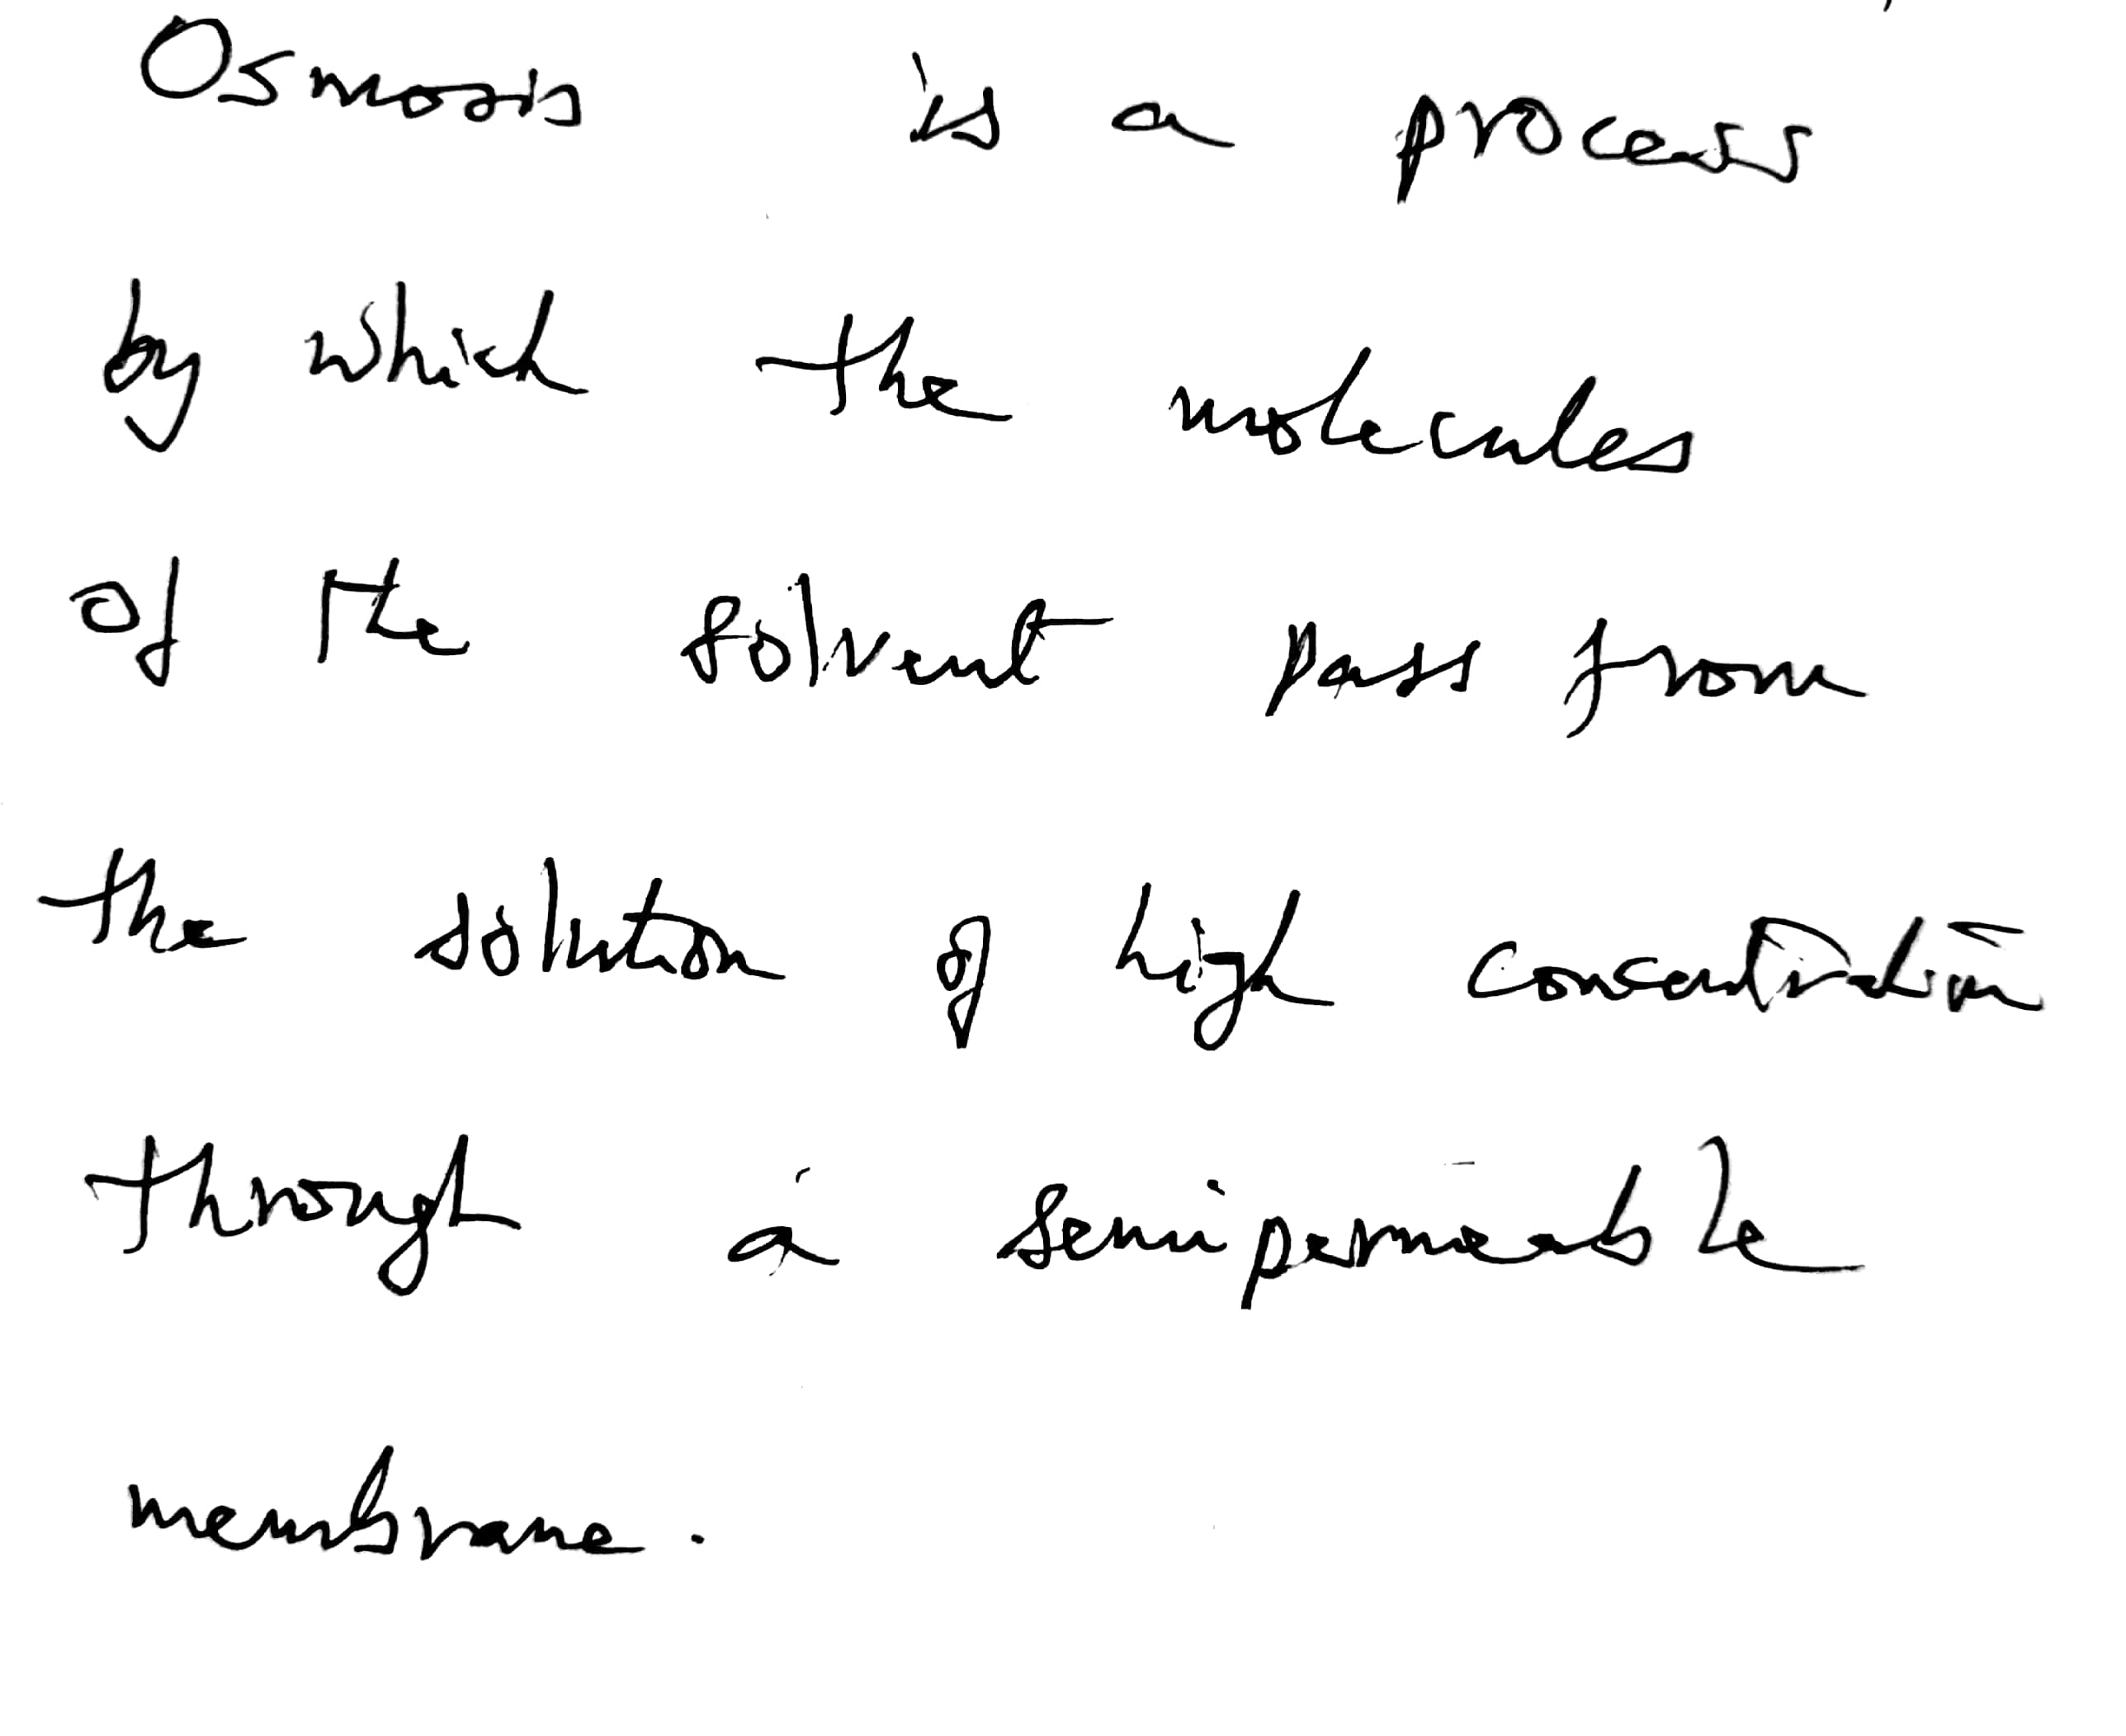 Osmosis is a process
by which the molecules
of the solvent pass from
the solution of high concentration
through a semipermeable
membrane.